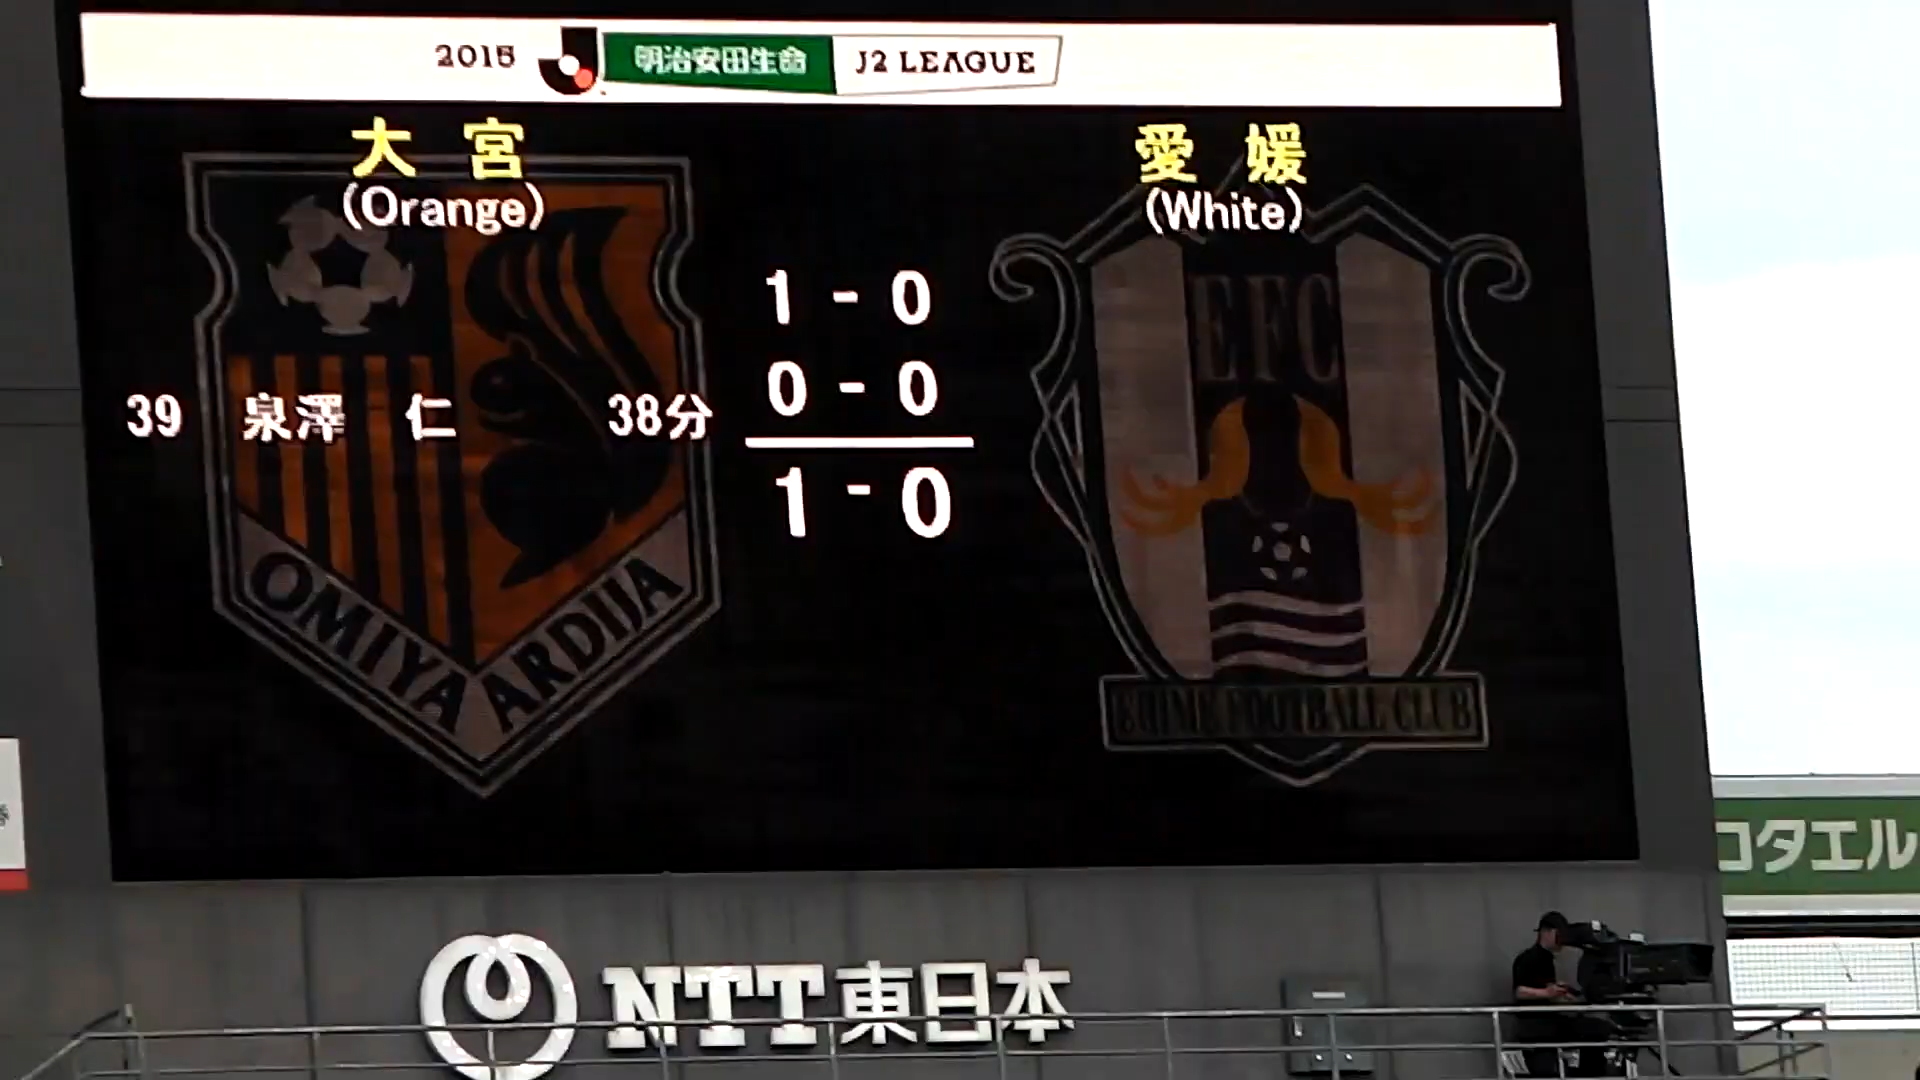 2015 明治安田生命 J2 LEAGUE
大宮 愛媛
(Orange) (White)
1 - 0
0 - 0
39 泉澤 仁 38分
1 - 0
EFC
OMIYA ARDIJA
EHIME FOOTBALL CLUB
コタエル
NTT東日本